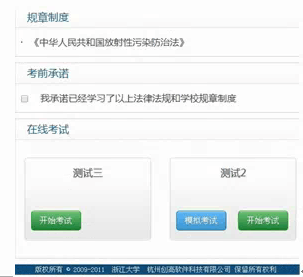 规章制度
· 《中华人民共和国放射性污染防治法》
考前承诺
我承诺已经学习了以上法律法规和学校规章制度
在线考试
测试三
测试2
开始考试
模拟考试
开始考试
版权所有 © 2009-2011 浙江大学 杭州创高软件科技有限公司 保留所有权利